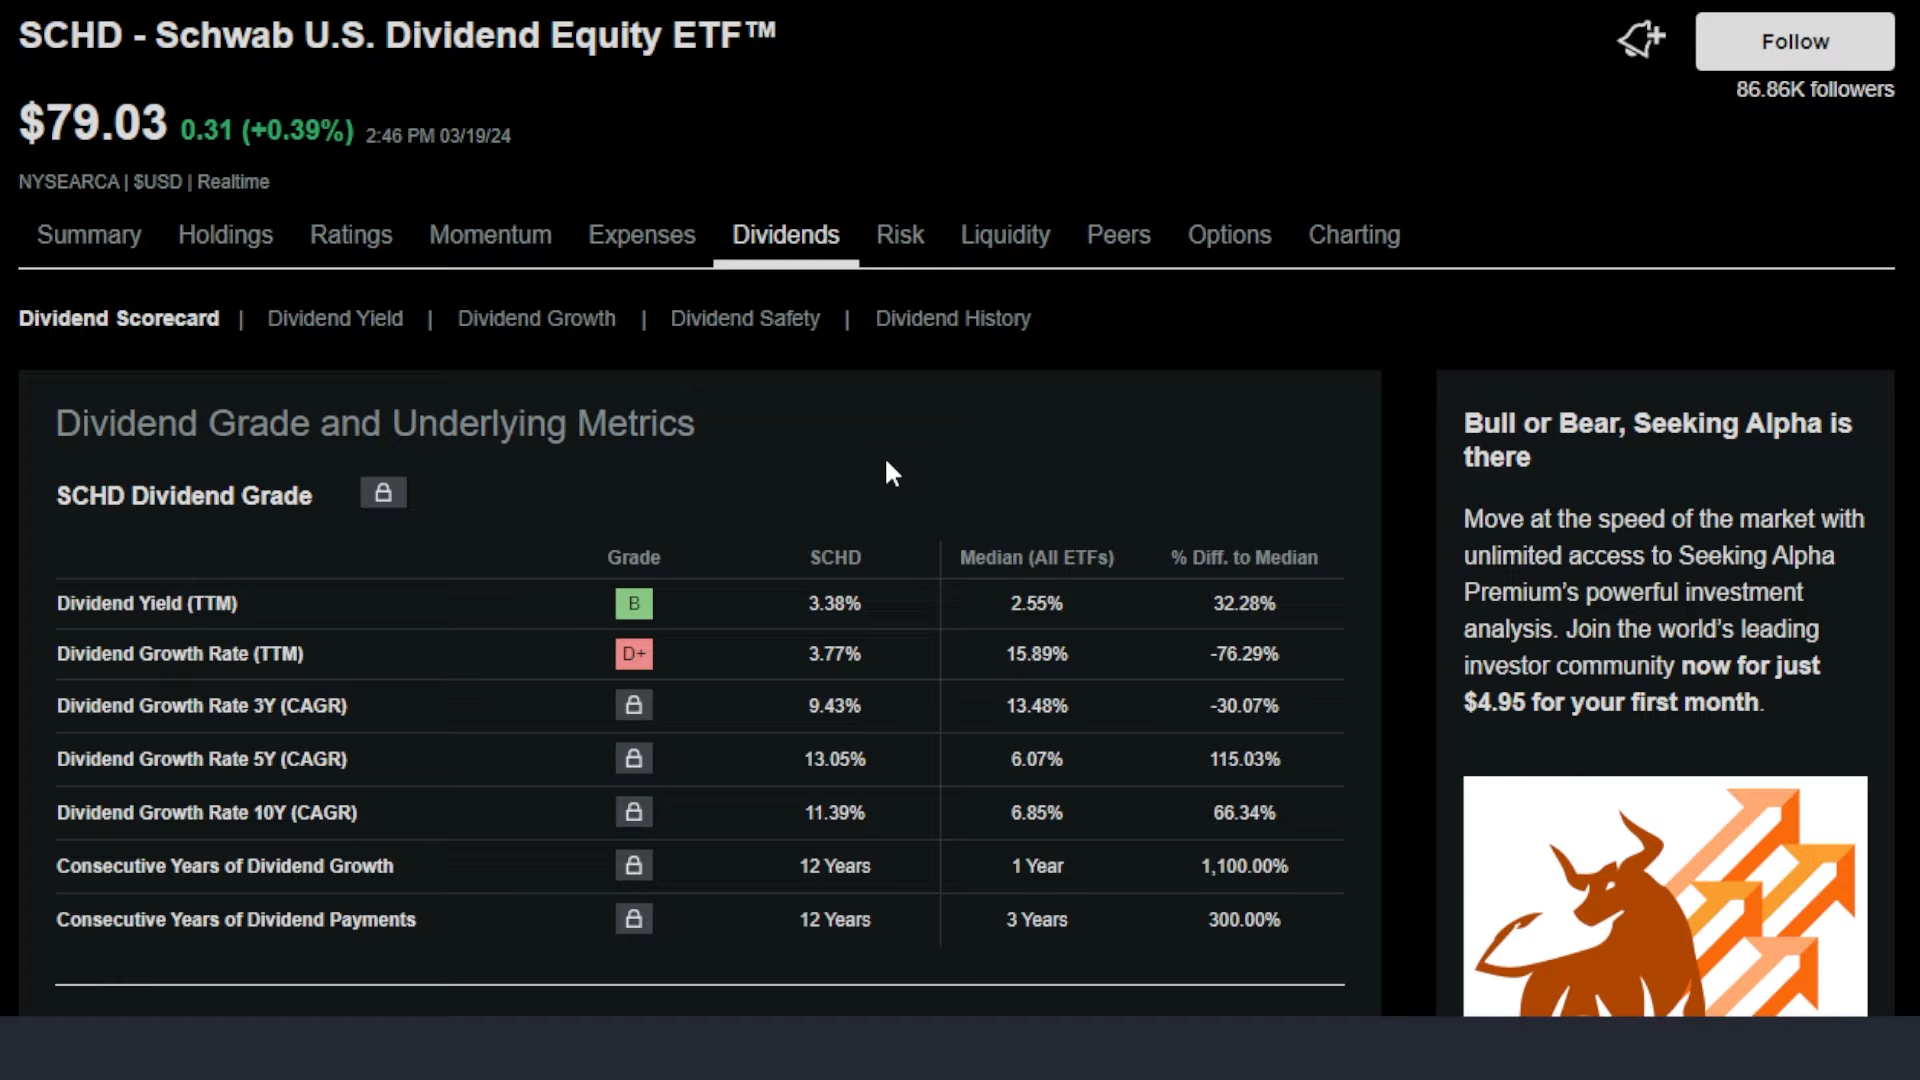 SCHD - Schwab U.S. Dividend Equity ETF™
Follow
86.86K followers
$79.03 0.31 (+0.39%) 2:46 PM 03/19/24
NYSEARCA | $USD | Realtime
Summary Holdings Ratings Momentum Expenses Dividends Risk Liquidity Peers Options Charting
Dividend Scorecard | Dividend Yield | Dividend Growth | Dividend Safety | Dividend History
Dividend Grade and Underlying Metrics
SCHD Dividend Grade
Grade SCHD Median (All ETFs) % Diff. to Median
Dividend Yield (TTM) B 3.38% 2.55% 32.28%
Dividend Growth Rate (TTM) D+ 3.77% 15.89% -76.29%
Dividend Growth Rate 3Y (CAGR) 9.43% 13.48% -30.07%
Dividend Growth Rate 5Y (CAGR) 13.05% 6.07% 115.03%
Dividend Growth Rate 10Y (CAGR) 11.39% 6.85% 66.34%
Consecutive Years of Dividend Growth 12 Years 1 Year 1,100.00%
Consecutive Years of Dividend Payments 12 Years 3 Years 300.00%
Bull or Bear, Seeking Alpha is
there
Move at the speed of the market with
unlimited access to Seeking Alpha
Premium's powerful investment
analysis. Join the world's leading
investor community now for just
$4.95 for your first month.